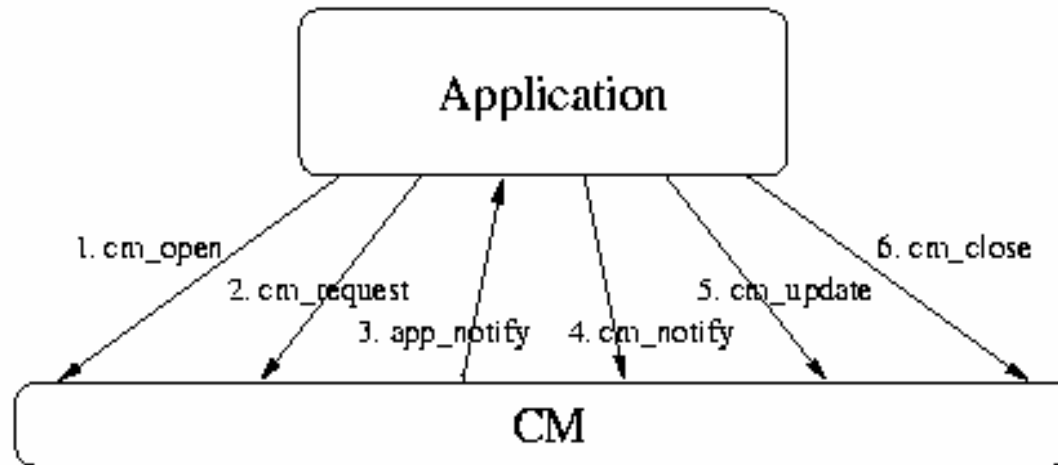 Application
1. cm_open
6. cm_close
2. cm_request
5. cm_update
3. app_notify
4. cm_notify
CM